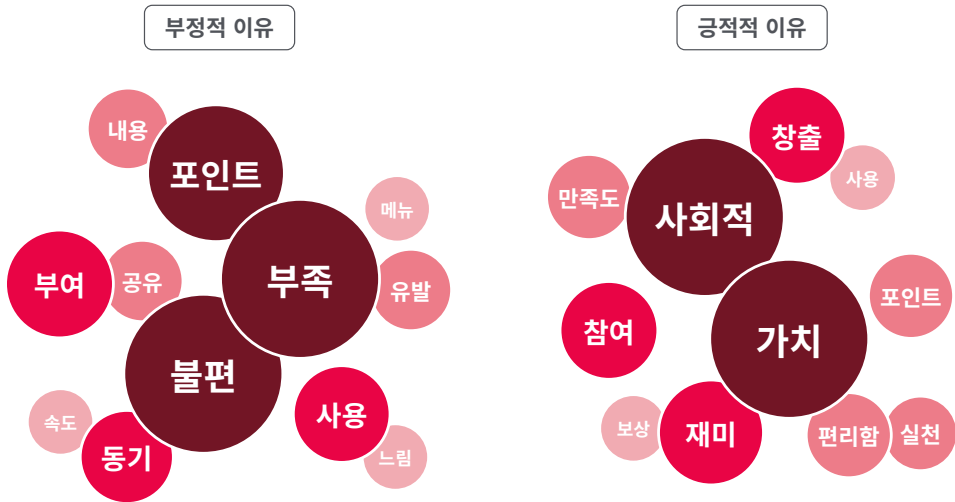 부정적 이유
내용
포인트
메뉴
부족
부여
공유
유발
불편
속도
동기
사용
느림
긍적적 이유
창출
사용
만족도
사회적
포인트
참여
가치
보상
재미
편리함
실천